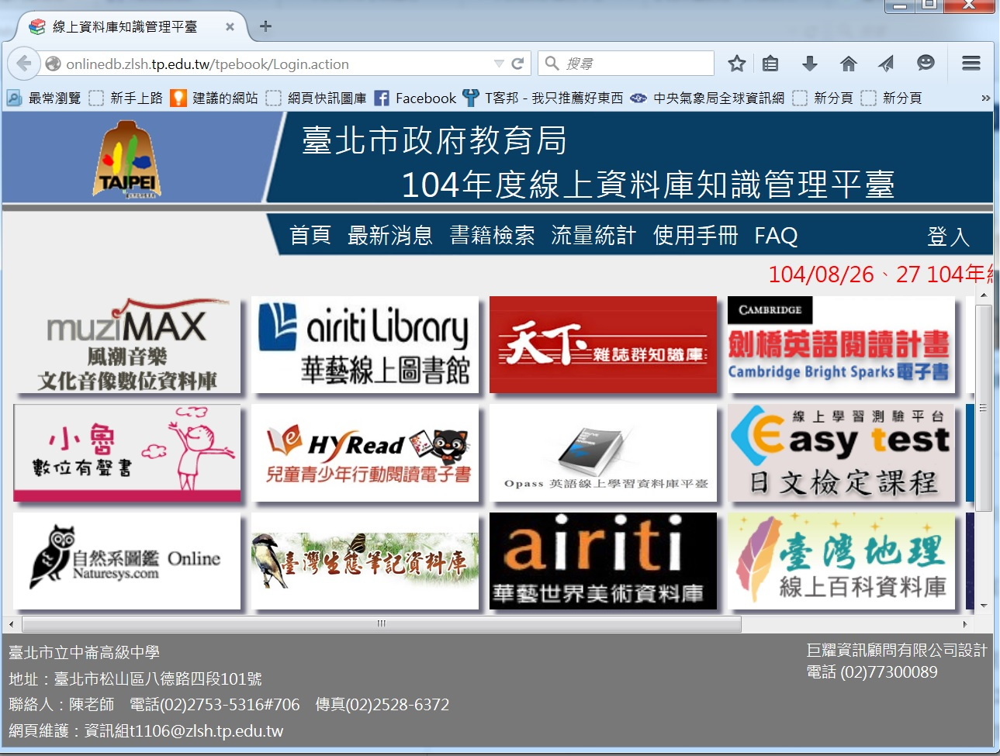 線上資料庫知識管理平臺
onlinedb.zlsh.tp.edu.tw/tpebook/Login.action
搜尋
最常瀏覽 新手上路 建議的網站 網頁快訊圖庫 Facebook T客邦 - 我只推薦好東西 中央氣象局全球資訊網 新分頁 新分頁
TAIPEI
臺北市政府教育局
104年度線上資料庫知識管理平臺
首頁 最新消息 書籍檢索 流量統計 使用手冊 FAQ 登入
104/08/26、27 104年
muziMAX
風潮音樂
文化音像數位資料庫
airiti Library
華藝線上圖書館
天下 雜誌群知識庫
CAMBRIDGE
劍橋英語閱讀計畫
Cambridge Bright Sparks 電子書
小魯
數位有聲書
HyRead
兒童青少年行動閱讀電子書
Opass 英語線上學習資料庫平臺
線上學習測驗平台
Easy test
日文檢定課程
自然系圖鑑 Online
Naturesys.com
臺灣生態筆記資料庫
airiti
華藝世界美術資料庫
臺灣地理
線上百科資料庫
臺北市立中崙高級中學
地址：臺北市松山區八德路四段101號
聯絡人：陳老師 電話(02)2753-5316#706 傳真(02)2528-6372
網頁維護：資訊組t1106@zlsh.tp.edu.tw
巨耀資訊顧問有限公司設計
電話 (02)77300089